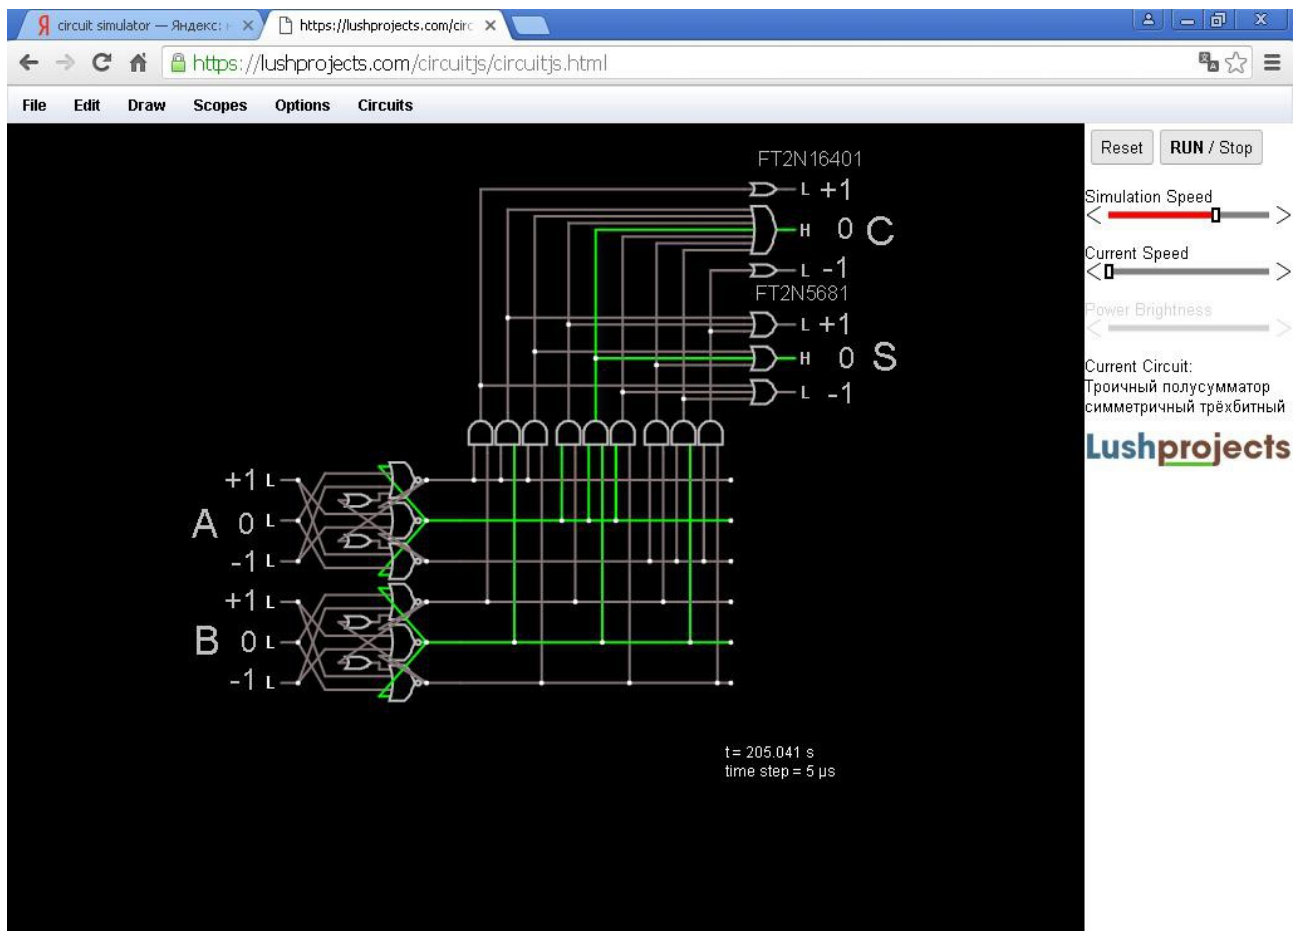 Я circuit simulator — Яндекс:
https://lushprojects.com/circ
https://lushprojects.com/circuitjs/circuitjs.html
File Edit Draw Scopes Options Circuits
Reset RUN / Stop
Simulation Speed
Current Speed
Power Brightness
Current Circuit:
Троичный полусумматор
симметричный трёхбитный
Lushprojects
FT2N16401
L +1
H 0 C
L -1
FT2N5681
L +1
H 0 S
L -1
+1 L
A 0 L
-1 L
+1 L
B 0 L
-1 L
t = 205.041 s
time step = 5 µs